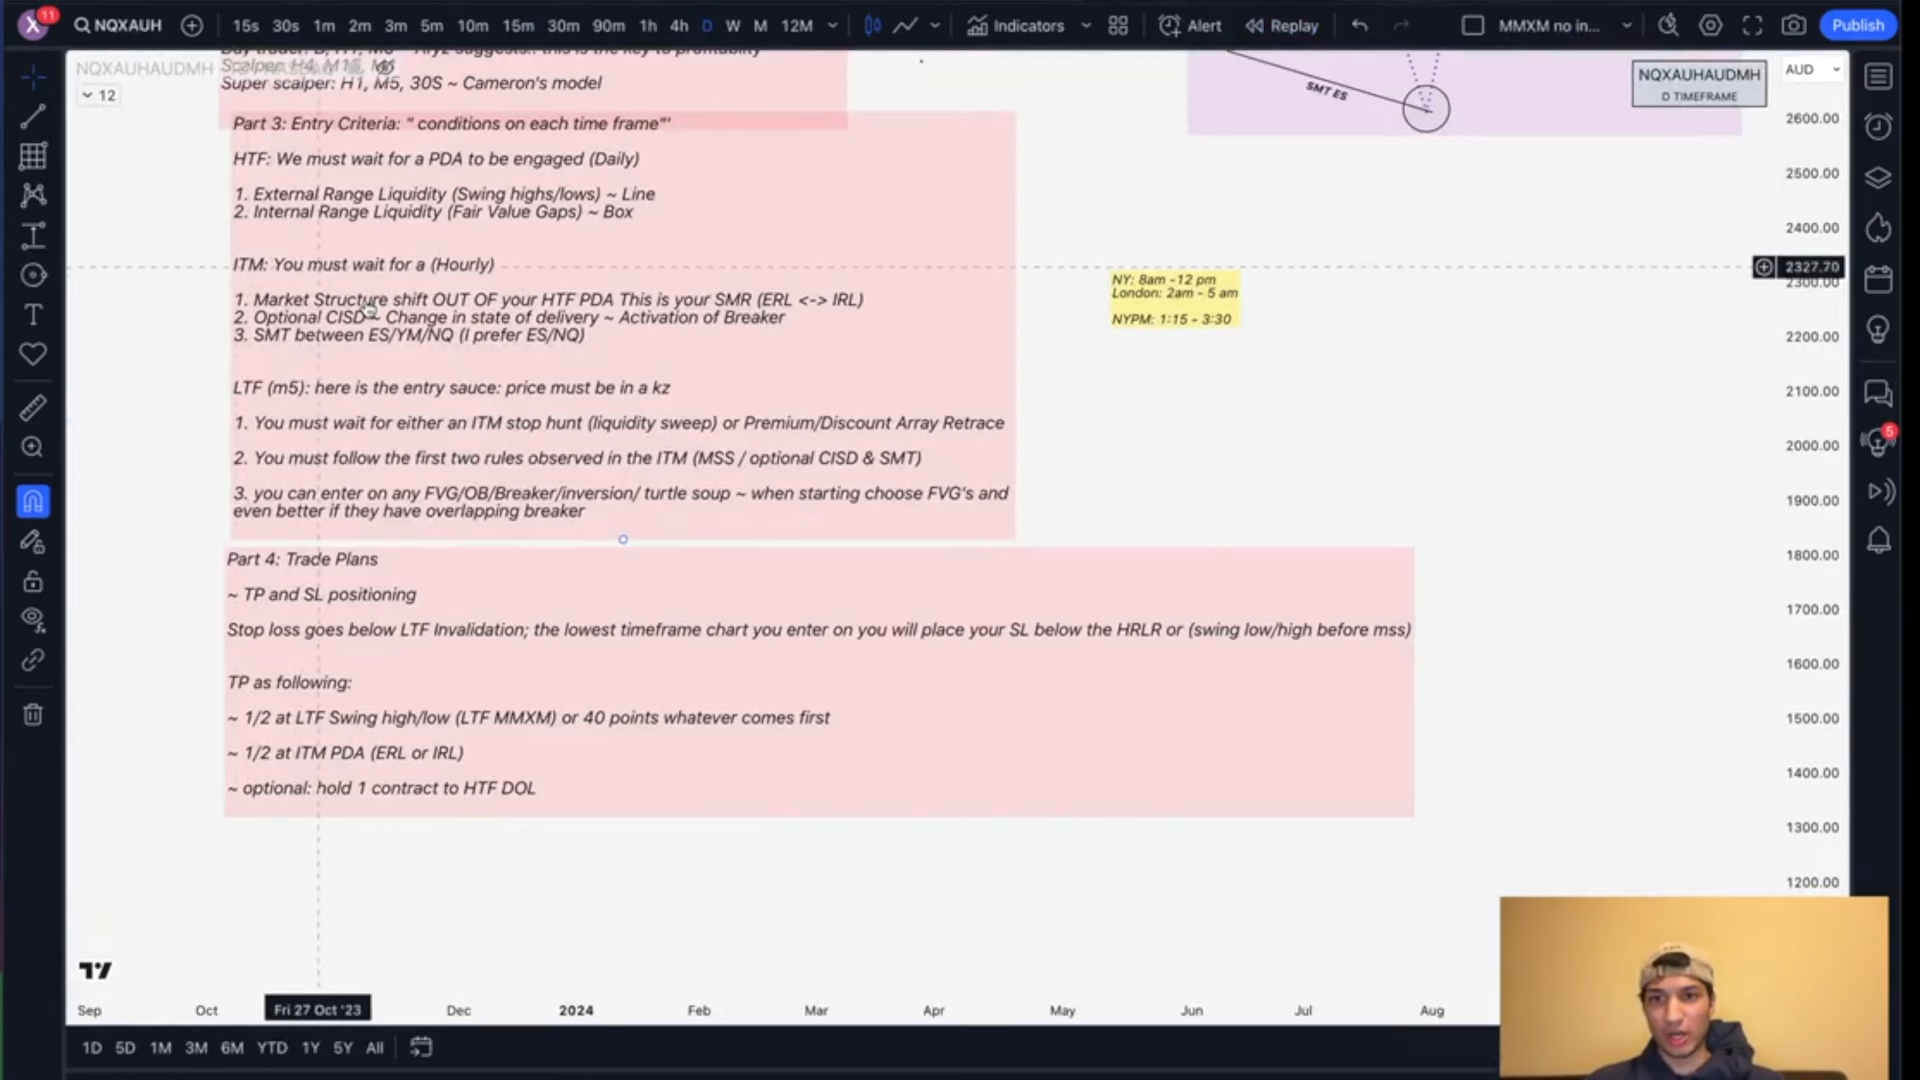 X
11
NQXAUH
15s 30s 1m 2m 3m 5m 10m 15m 30m 90m 1h 4h D W M 12M
Indicators
Alert
Replay
MMXM no in...
Publish
Super scalper: H1, M5, 30S ~ Cameron's model
12
SMT ES
NQXAUHAUDMH
D TIMEFRAME
AUD
Part 3: Entry Criteria: " conditions on each time frame"'
HTF: We must wait for a PDA to be engaged (Daily)
1. External Range Liquidity (Swing highs/lows) ~ Line
2. Internal Range Liquidity (Fair Value Gaps) ~ Box
ITM: You must wait for a (Hourly)
1. Market Structure shift OUT OF your HTF PDA This is your SMR (ERL <-> IRL)
2. Optional CISD ~ Change in state of delivery ~ Activation of Breaker
3. SMT between ES/YM/NQ (I prefer ES/NQ)
NY: 8am -12 pm
London: 2am - 5 am
NYPM: 1:15 - 3:30
LTF (m5): here is the entry sauce: price must be in a kz
1. You must wait for either an ITM stop hunt (liquidity sweep) or Premium/Discount Array Retrace
2. You must follow the first two rules observed in the ITM (MSS / optional CISD & SMT)
3. you can enter on any FVG/OB/Breaker/inversion/ turtle soup ~ when starting choose FVG's and
even better if they have overlapping breaker
Part 4: Trade Plans
~ TP and SL positioning
Stop loss goes below LTF Invalidation; the lowest timeframe chart you enter on you will place your SL below the HRLR or (swing low/high before mss)
TP as following:
~ 1/2 at LTF Swing high/low (LTF MMXM) or 40 points whatever comes first
~ 1/2 at ITM PDA (ERL or IRL)
~ optional: hold 1 contract to HTF DOL
2600.00
2500.00
2400.00
2327.70
2300.00
2200.00
2100.00
2000.00
1900.00
1800.00
1700.00
1600.00
1500.00
1400.00
1300.00
1200.00
5
Sep Oct Fri 27 Oct '23 Dec 2024 Feb Mar Apr May Jun Jul Aug
1D 5D 1M 3M 6M YTD 1Y 5Y All